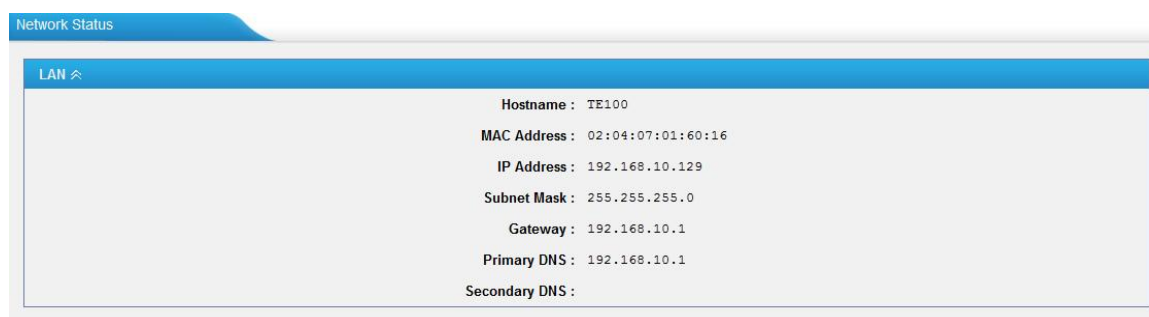 Network Status
LAN
Hostname : TE100
MAC Address : 02:04:07:01:60:16
IP Address : 192.168.10.129
Subnet Mask : 255.255.255.0
Gateway : 192.168.10.1
Primary DNS : 192.168.10.1
Secondary DNS :